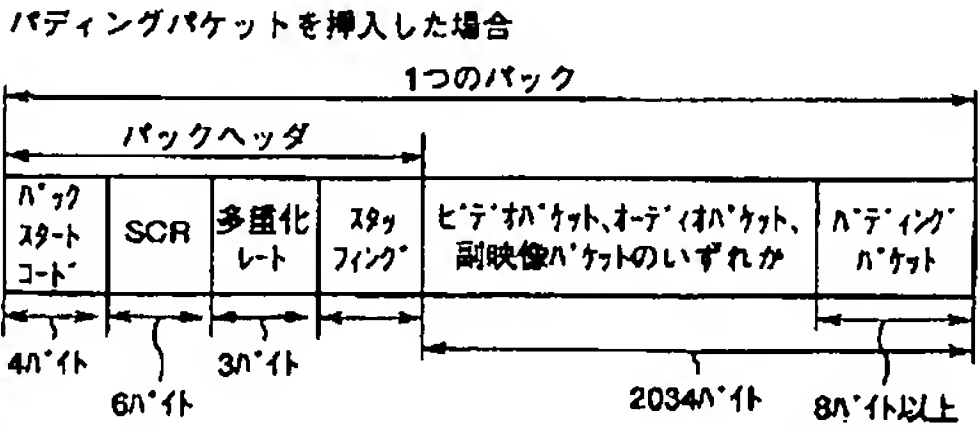 パディングパケットを挿入した場合
1つのパック
パックヘッダ
パック
スタート
コード
SCR
多重化
レート
スタッ
フィング
ビデオパケット、オーディオパケット、
副映像パケットのいずれか
パディング
パケット
4バイト
6バイト
3バイト
2034バイト
8バイト以上